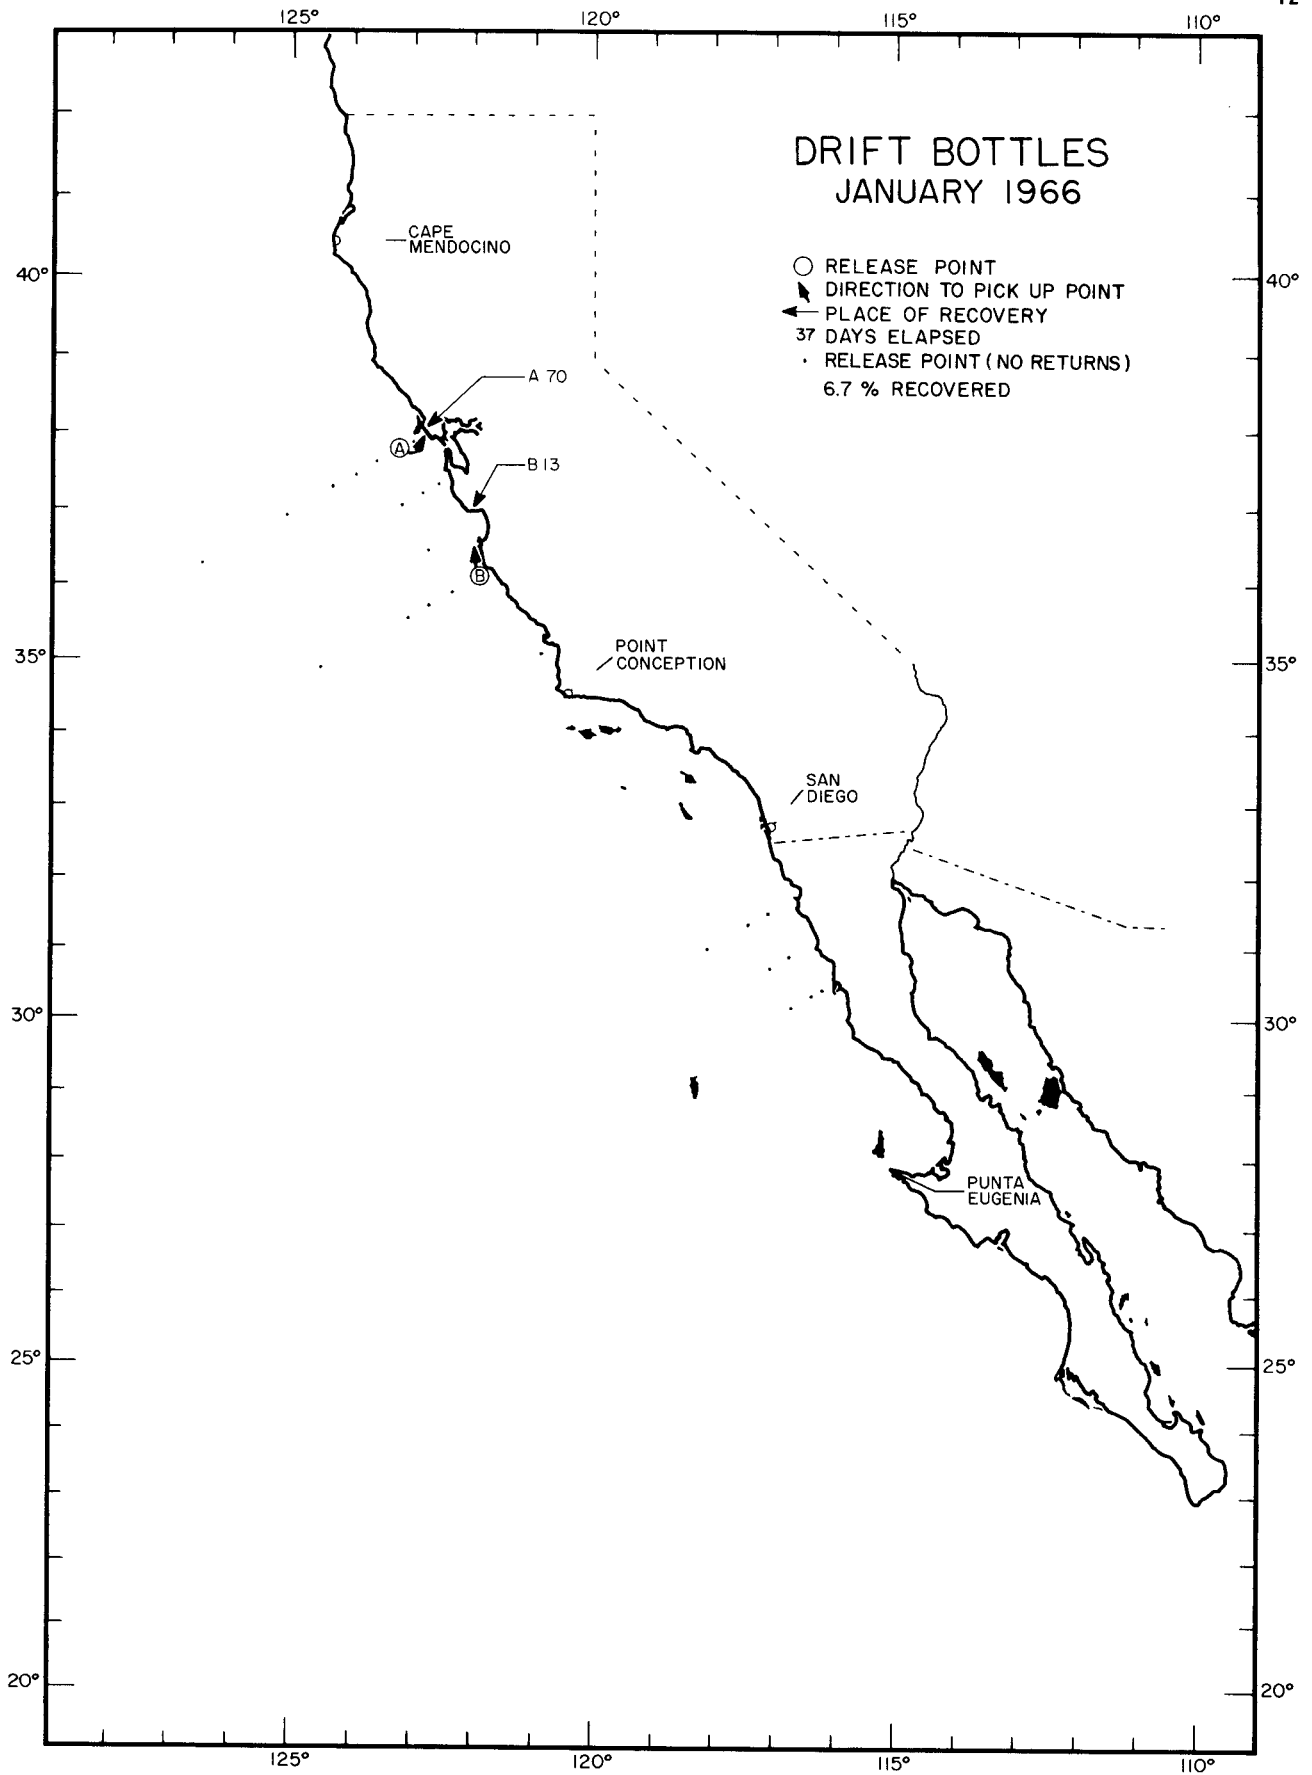 125°
120°
115°
110°
DRIFT BOTTLES
JANUARY 1966
CAPE
MENDOCINO
RELEASE POINT
DIRECTION TO PICK UP POINT
PLACE OF RECOVERY
37 DAYS ELAPSED
RELEASE POINT (NO RETURNS)
6.7 % RECOVERED
40°
40°
A 70
A
B 13
B
POINT
CONCEPTION
35°
35°
SAN
DIEGO
30°
30°
PUNTA
EUGENIA
25°
25°
20°
20°
125°
120°
115°
110°